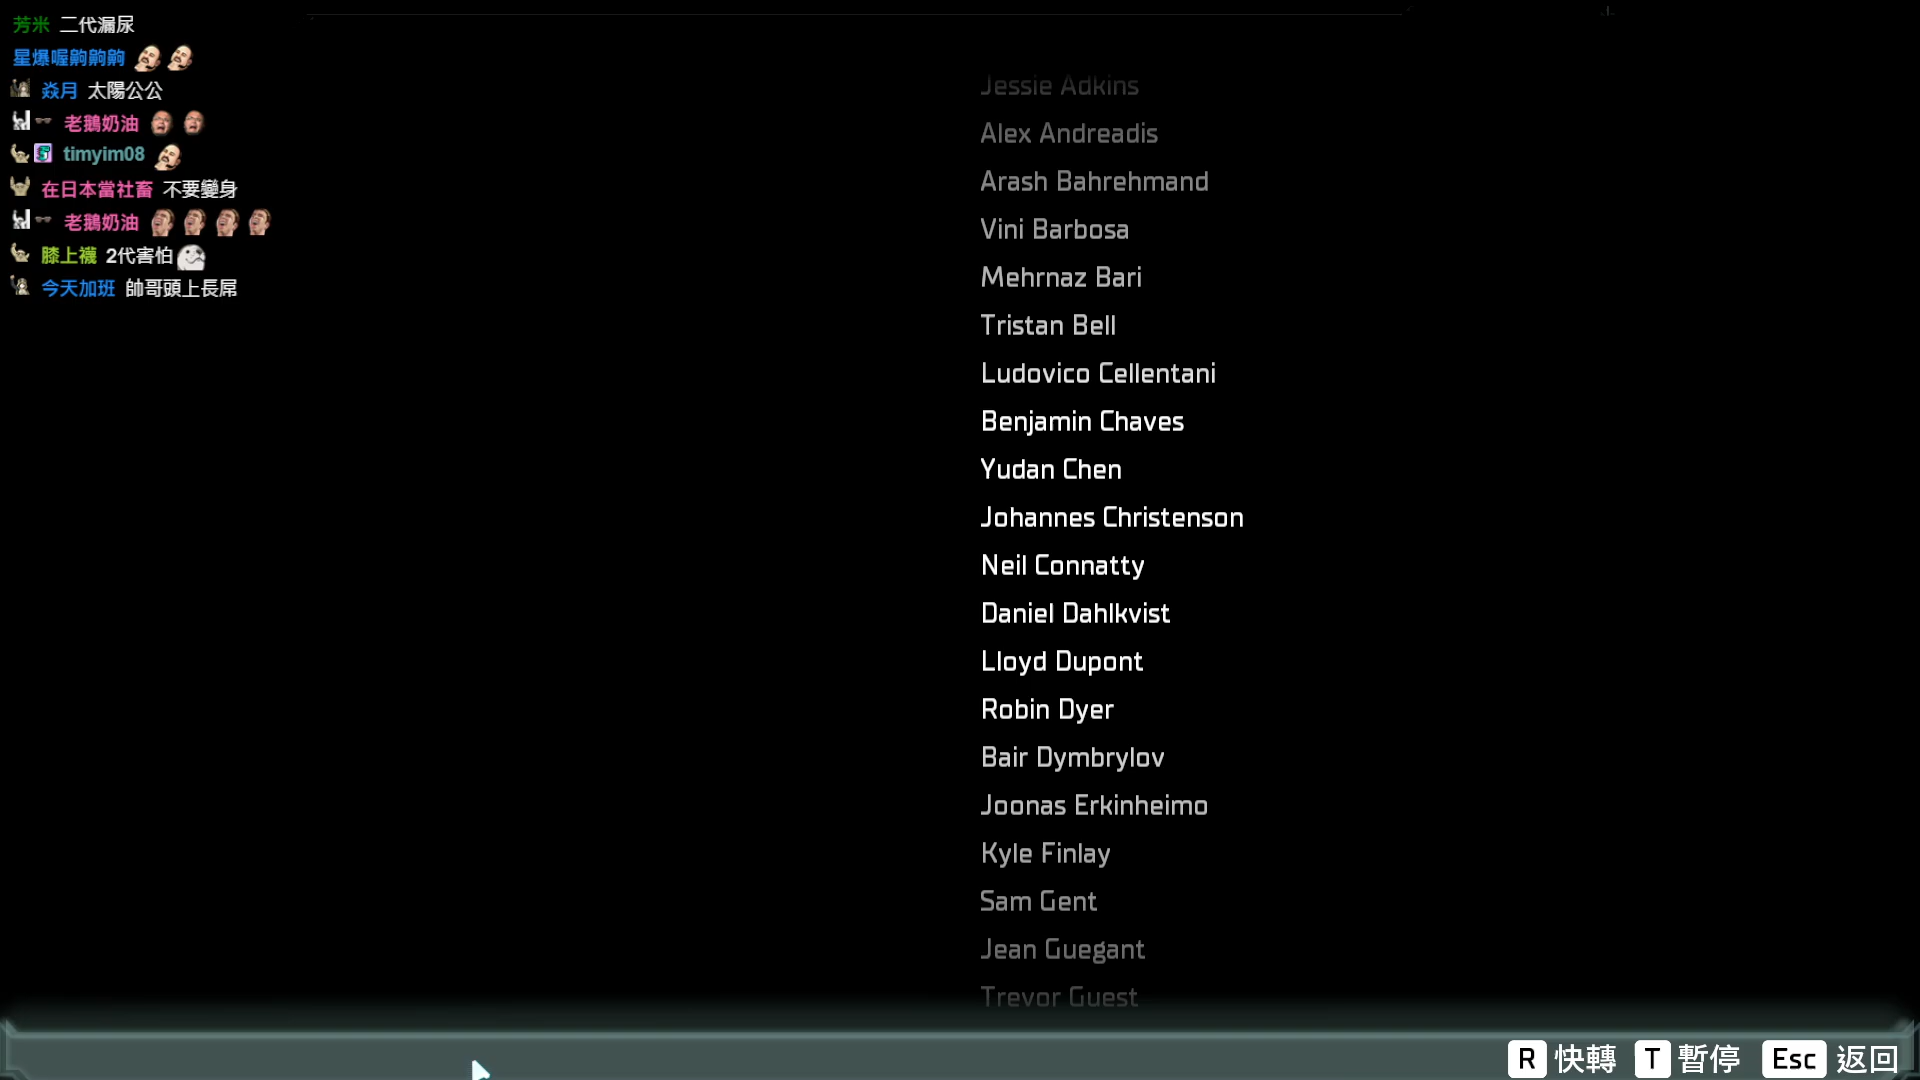 芳米 二代漏尿
星爆喔齁齁齁
焱月 太陽公公
老鵝奶油
timyim08
在日本當社畜 不要變身
老鵝奶油
膝上襪 2代害怕
今天加班 帥哥頭上長屌
Jessie Adkins
Alex Andreadis
Arash Bahrehmand
Vini Barbosa
Mehrnaz Bari
Tristan Bell
Ludovico Cellentani
Benjamin Chaves
Yudan Chen
Johannes Christenson
Neil Connatty
Daniel Dahlkvist
Lloyd Dupont
Robin Dyer
Bair Dymbrylov
Joonas Erkinheimo
Kyle Finlay
Sam Gent
Jean Guegant
Trevor Guest
R 快轉 T 暫停 Esc 返回